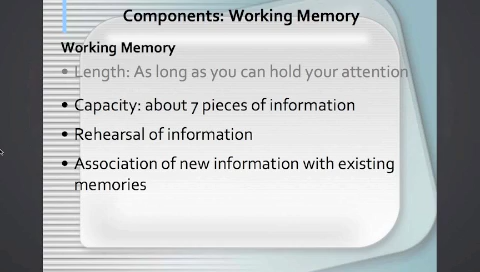 Components: Working Memory
Working Memory
• Length: As long as you can hold your attention
• Capacity: about 7 pieces of information
• Rehearsal of information
• Association of new information with existing
memories